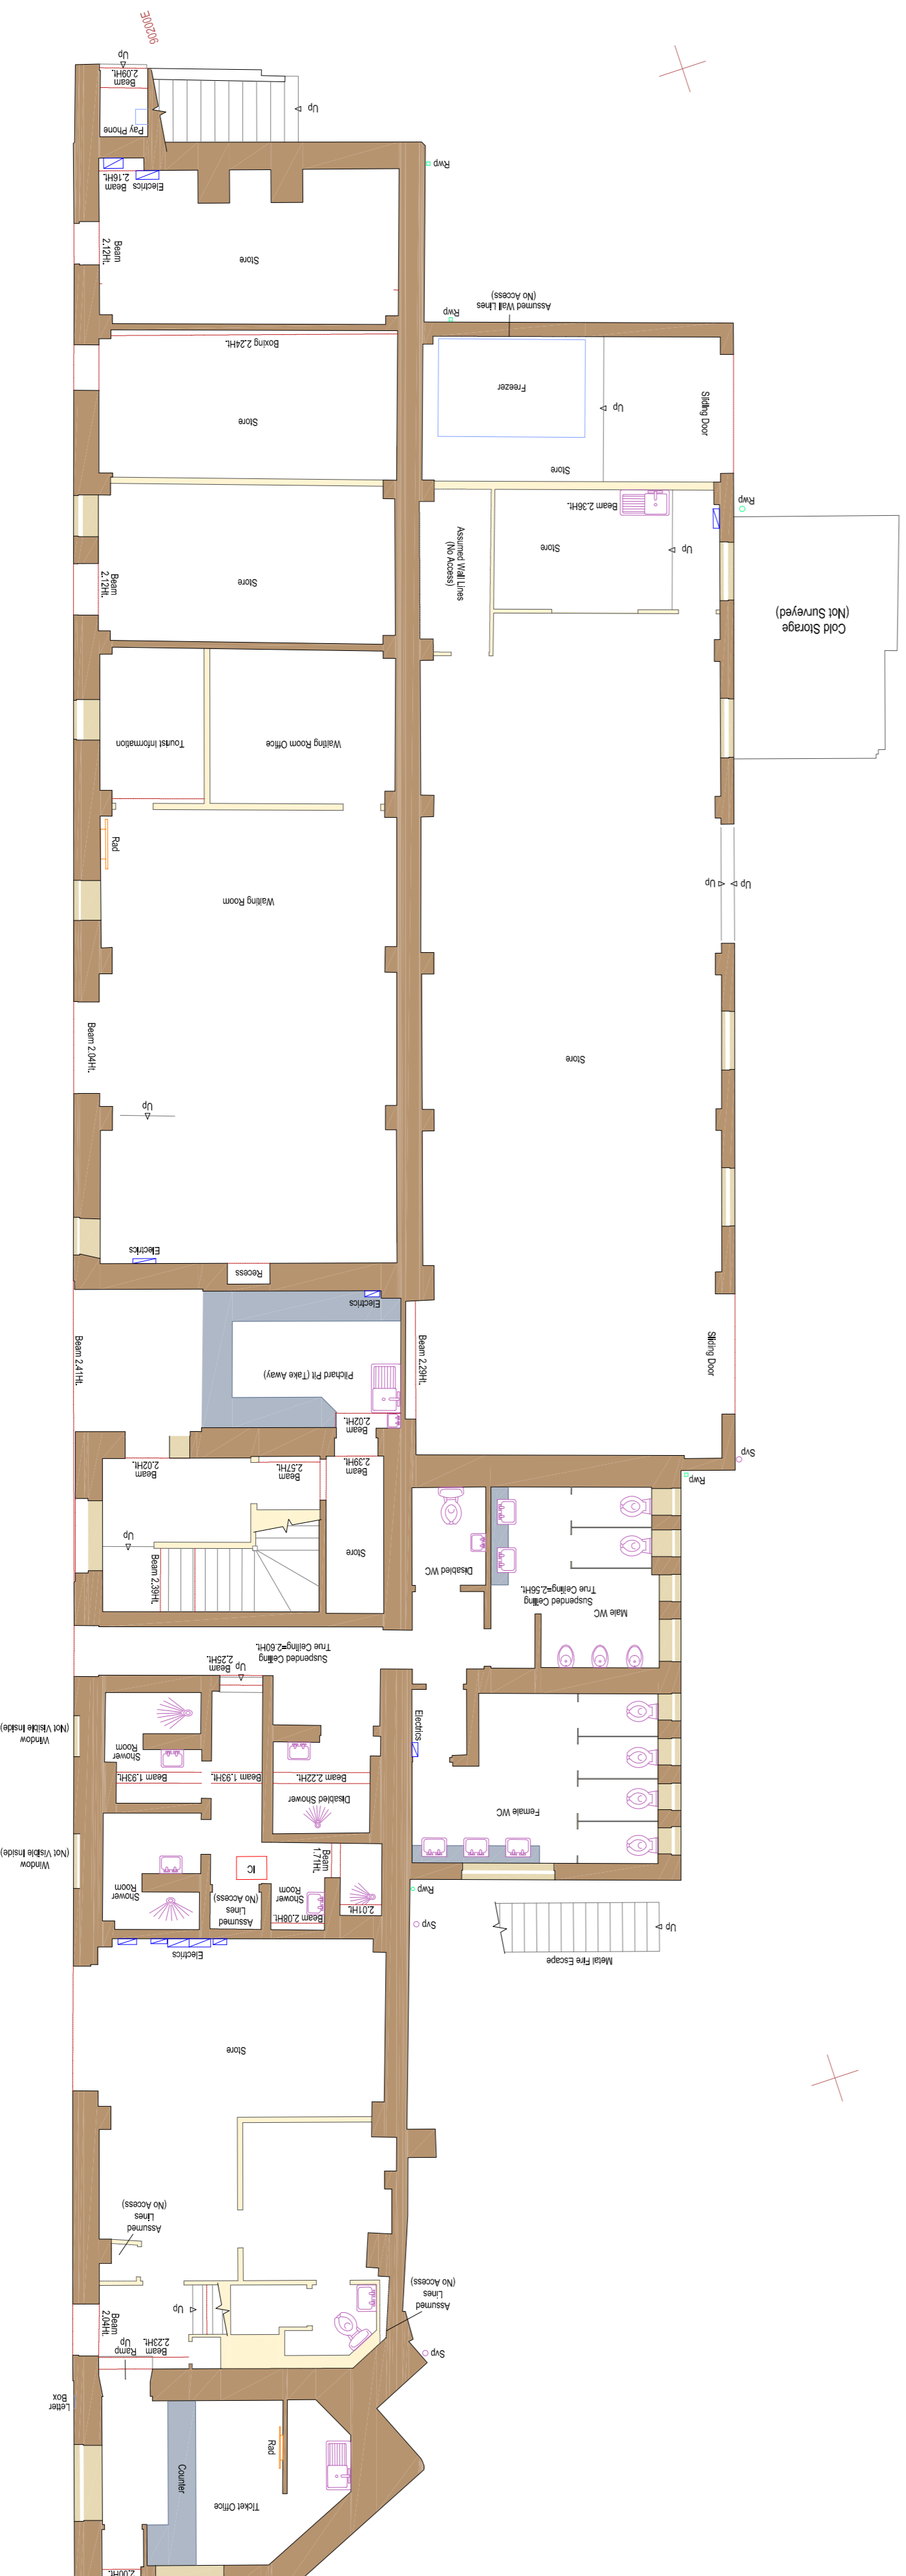 90200E
Up
Beam
2.09Ht.
Up
Pay Phone
Rwp
Electrics
Beam
2.16Ht.
Beam
2.12Ht.
Store
Assumed Wall Lines
(No Access)
Rwp
Boxing 2.24Ht.
Freezer
Up
Sliding Door
Store
Store
Rwp
Beam 2.36Ht.
Assumed Wall Lines
(No Access)
Store
Up
Beam
2.12Ht.
Store
Cold Storage
(Not Surveyed)
Tourist Information
Waiting Room Office
Rad
Up
Up
Waiting Room
Beam 2.04Ht.
Store
Up
Electrics
Recess
Electrics
Beam 2.41Ht.
Pilchard Pit (Take Away)
Beam 2.29Ht.
Sliding Door
Beam
2.02Ht.
Svp
Beam
2.02Ht.
Beam
2.57Ht.
Beam
2.39Ht.
Rwp
Up
Beam 2.39Ht.
Store
Disabled WC
Suspended Ceiling
True Ceiling=2.56Ht.
Male WC
Suspended Ceiling
True Ceiling=2.60Ht.
Up
Beam
2.25Ht.
Window
(Not Visible Inside)
Shower
Room
Electrics
Beam 1.93Ht.
Beam 1.93Ht.
Beam 2.22Ht.
Disabled Shower
Female WC
Window
(Not Visible Inside)
Beam
1.71Ht.
IC
Shower
Room
Assumed
Lines
(No Access)
Shower
Room
Beam 2.08Ht.
2.01Ht.
Rwp
Svp
Up
Metal Fire Escape
Electrics
Store
Assumed
Lines
(No Access)
Assumed
Lines
(No Access)
Up
Beam
2.04Ht.
Beam
2.23Ht.
Ramp
Up
Svp
Letter
Box
Rad
Counter
Ticket Office
2.00Ht.